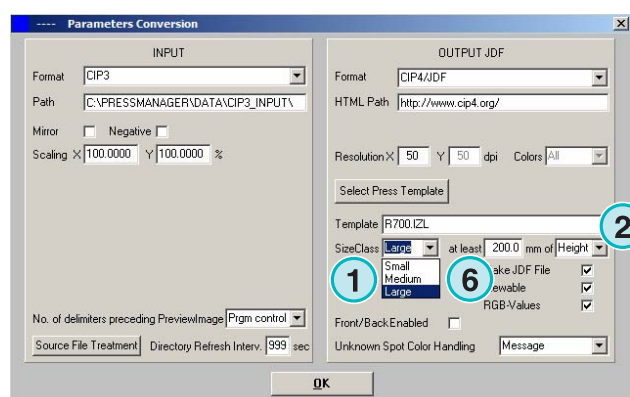 ---- Parameters Conversion
INPUT
Format CIP3
Path C:\PRESSMANAGER\DATA\CIP3_INPUT\
Mirror Negative
Scaling X 100.0000 Y 100.0000 %
No. of delimiters preceding PreviewImage Prgm control
Source File Treatment Directory Refresh Interv. 999 sec
OUTPUT JDF
Format CIP4/JDF
HTML Path http://www.cip4.org/
Resolution X 50 Y 50 dpi Colors All
Select Press Template
Template R700.IZL
2
SizeClass Large at least 200.0 mm of Height
Small
Medium
Large
1
6
ake JDF File
ewable
RGB-Values
Front/Back Enabled
Unknown Spot Color Handling Message
OK